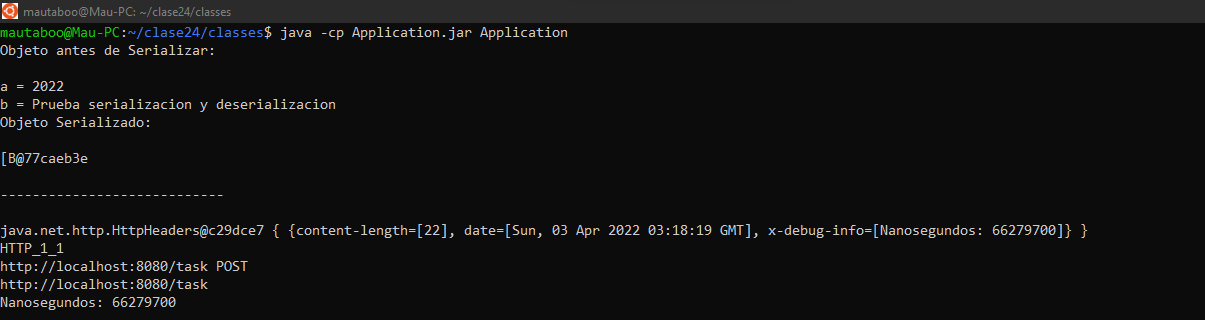 mautaboo@Mau-PC: ~/clase24/classes
mautaboo@Mau-PC:~/clase24/classes$ java -cp Application.jar Application
Objeto antes de Serializar:
a = 2022
b = Prueba serializacion y deserializacion
Objeto Serializado:
[B@77caeb3e
----------------------------
java.net.http.HttpHeaders@c29dce7 { {content-length=[22], date=[Sun, 03 Apr 2022 03:18:19 GMT], x-debug-info=[Nanosegundos: 66279700]} }
HTTP_1_1
http://localhost:8080/task POST
http://localhost:8080/task
Nanosegundos: 66279700